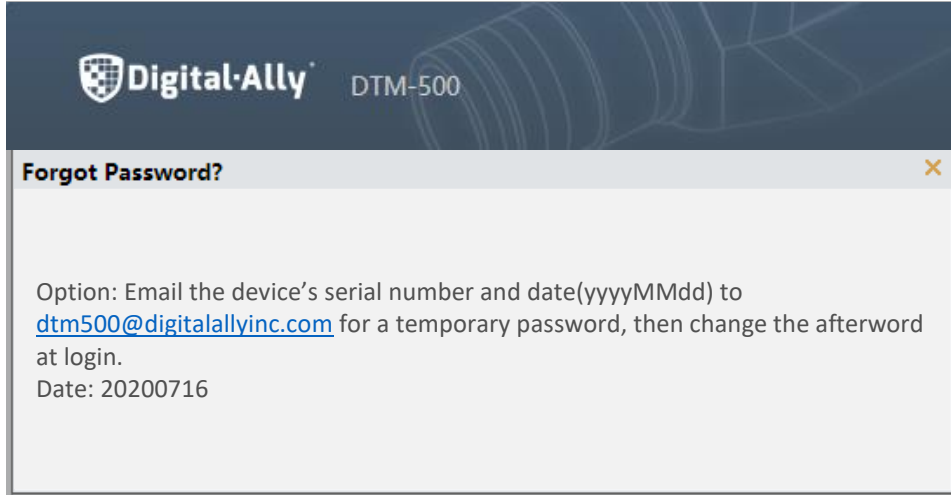 Digital·Ally DTM-500
Forgot Password?
Option: Email the device's serial number and date(yyyyMMdd) to
dtm500@digitalallyinc.com for a temporary password, then change the afterword
at login.
Date: 20200716